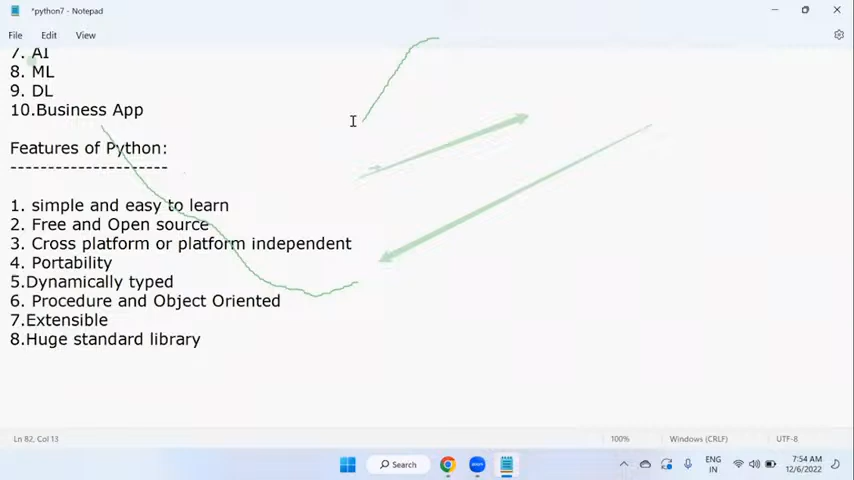 *python7 - Notepad
File Edit View
7. AI
8. ML
9. DL
10.Business App
Features of Python:
---------------------
1. simple and easy to learn
2. Free and Open source
3. Cross platform or platform independent
4. Portability
5.Dynamically typed
6. Procedure and Object Oriented
7.Extensible
8.Huge standard library
Ln 82, Col 13 100% Windows (CRLF) UTF-8
Search ENG IN 7:54 AM 12/6/2022